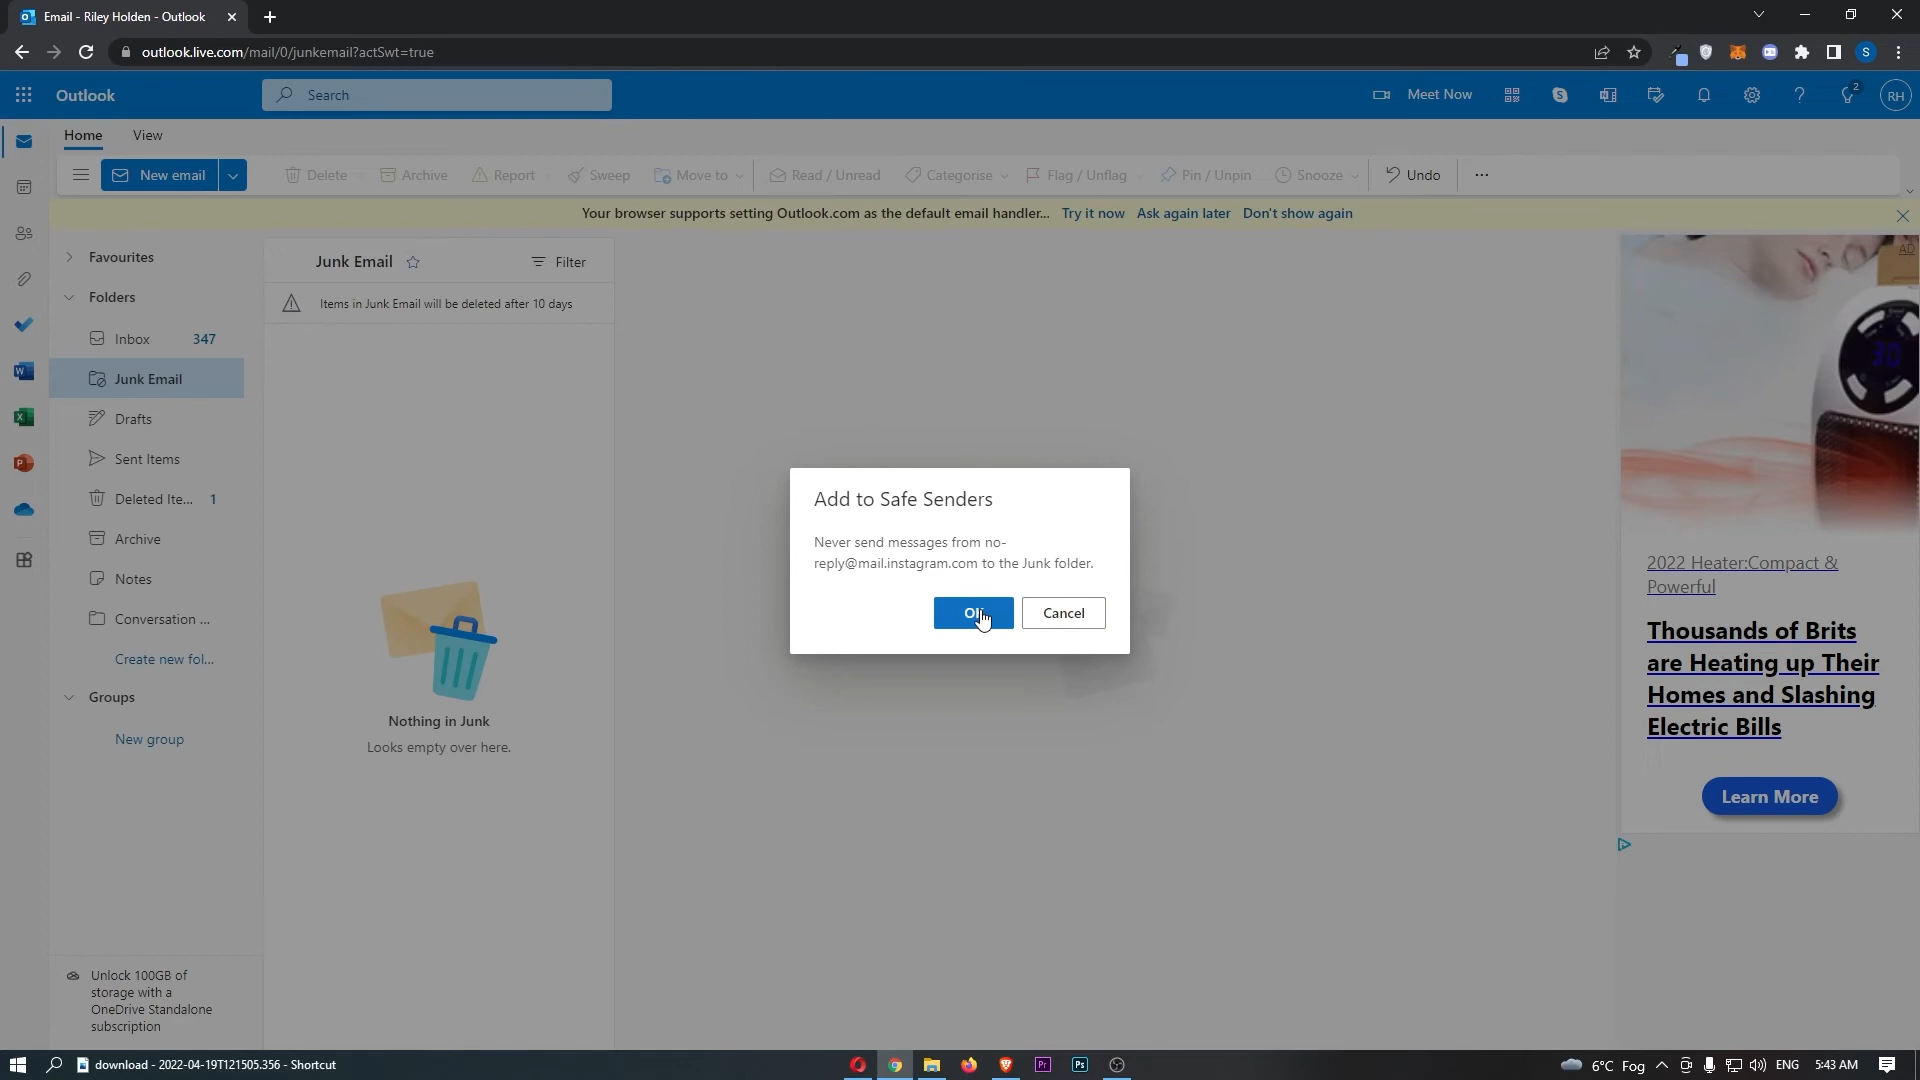 Email - Riley Holden - Outlook
outlook.live.com/mail/0/junkemail?actSwt=true
S
Outlook
Search
Meet Now
2
RH
Home
View
New email
Delete
Archive
Report
Sweep
Move to
Read / Unread
Categorise
Flag / Unflag
Pin / Unpin
Snooze
Undo
Your browser supports setting Outlook.com as the default email handler... Try it now Ask again later Don't show again
Favourites
Folders
Inbox 347
Junk Email
Drafts
Sent Items
Deleted Ite... 1
Archive
Notes
Conversation ...
Create new fol...
Groups
New group
Unlock 100GB of
storage with a
OneDrive Standalone
subscription
Junk Email
Filter
Items in Junk Email will be deleted after 10 days
Nothing in Junk
Looks empty over here.
Add to Safe Senders
Never send messages from no-
reply@mail.instagram.com to the Junk folder.
Cancel
AD
30
2022 Heater:Compact &
Powerful
Thousands of Brits
are Heating up Their
Homes and Slashing
Electric Bills
Learn More
download - 2022-04-19T121505.356 - Shortcut
Pr
Ps
6°C Fog
ENG
5:43 AM